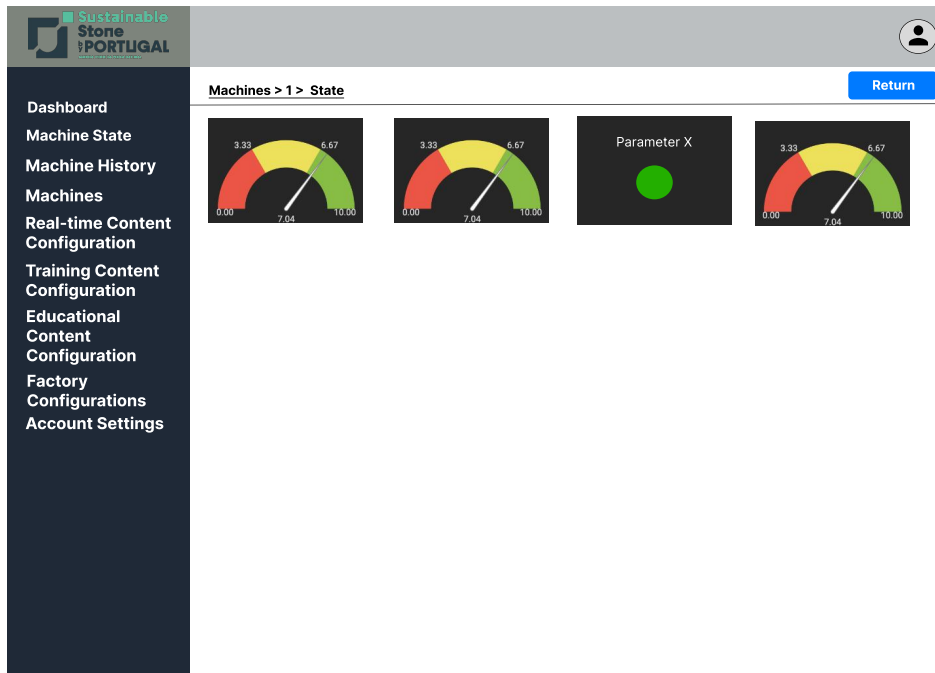 Sustainable
Stone
BY PORTUGAL
Machines > 1 > State
Return
Dashboard
Machine State
Machine History
Machines
Real-time Content
Configuration
Training Content
Configuration
Educational
Content
Configuration
Factory
Configurations
Account Settings
3.33 6.67
0.00 10.00
7.04
3.33 6.67
0.00 10.00
7.04
Parameter X
3.33 6.67
0.00 10.00
7.04